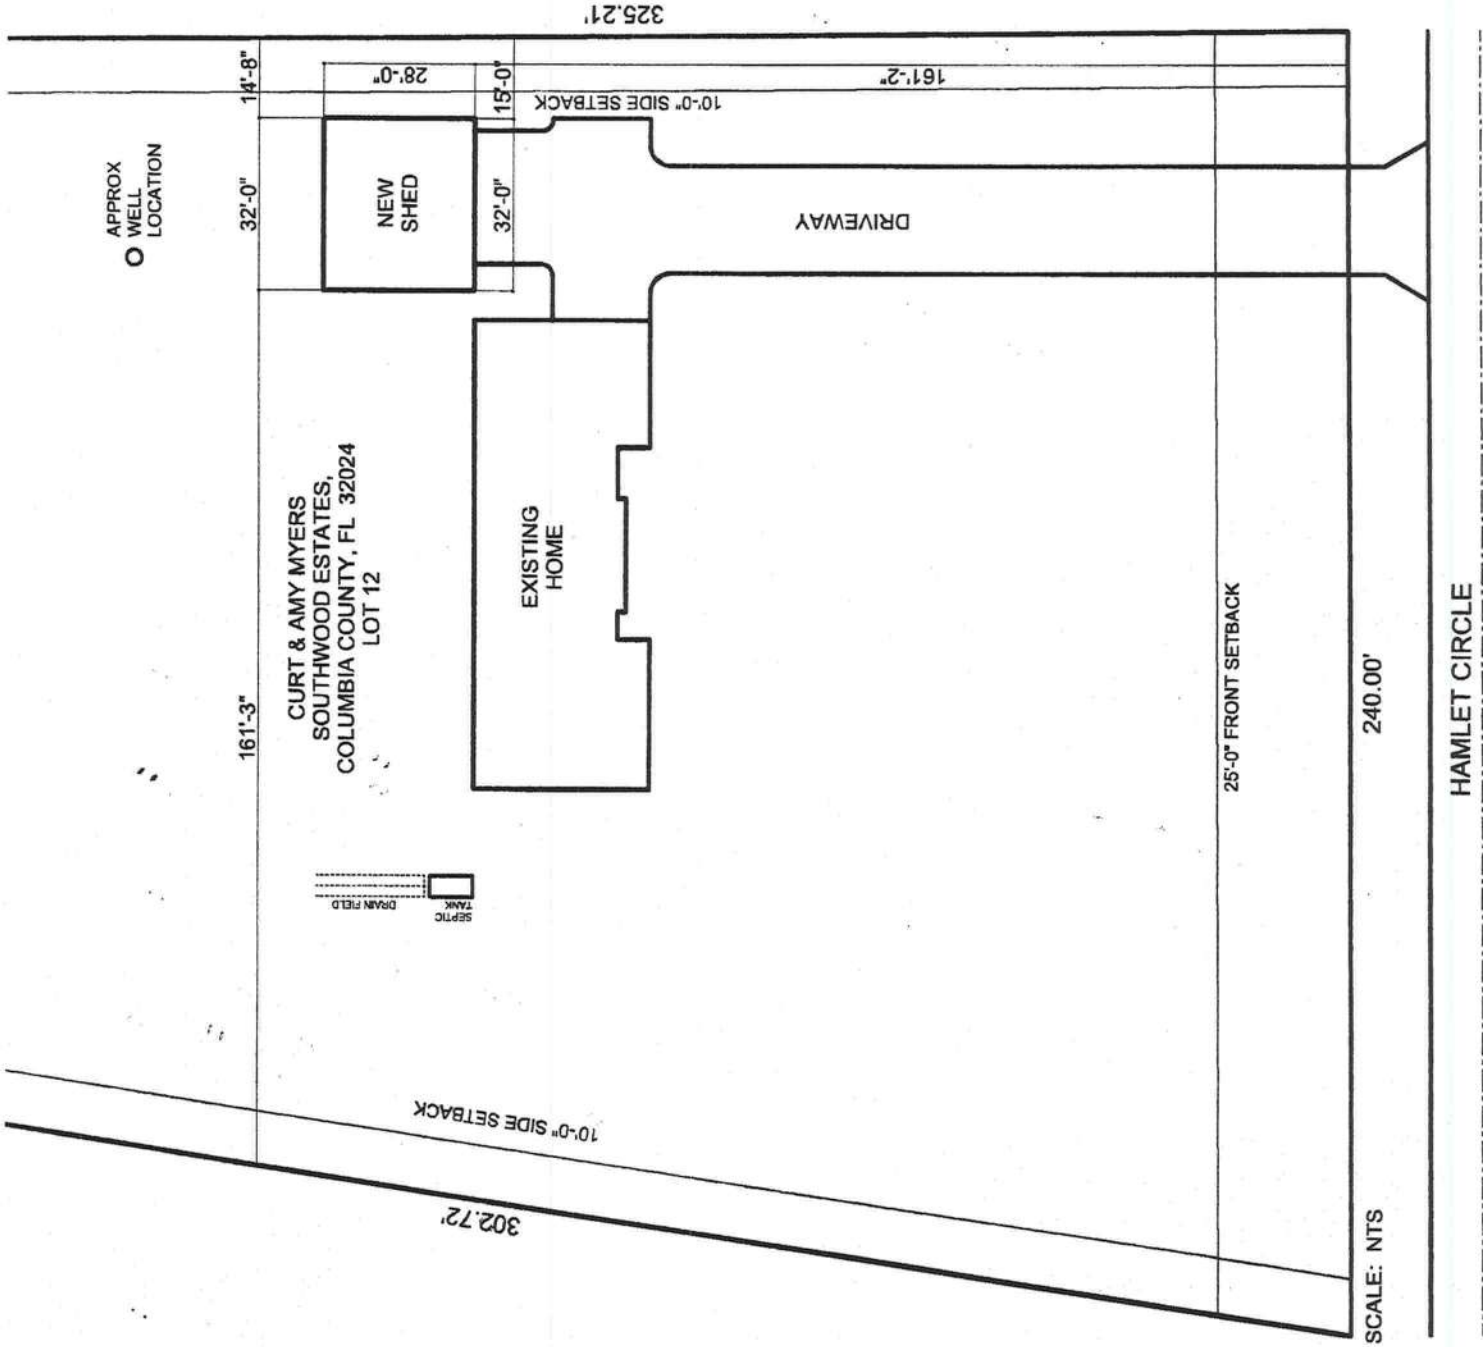 325.21'
14'-8"
28'-0"
15'-0"
161'-2"
10'-0" SIDE SETBACK
APPROX
WELL
LOCATION
32'-0"
NEW
SHED
32'-0"
DRIVEWAY
CURT & AMY MYERS
SOUTHWOOD ESTATES,
COLUMBIA COUNTY, FL 32024
LOT 12
EXISTING
HOME
161'-3"
25'-0" FRONT SETBACK
240.00'
HAMLET CIRCLE
DRAIN FIELD
SEPTIC
TANK
10'-0" SIDE SETBACK
302.72'
SCALE: NTS